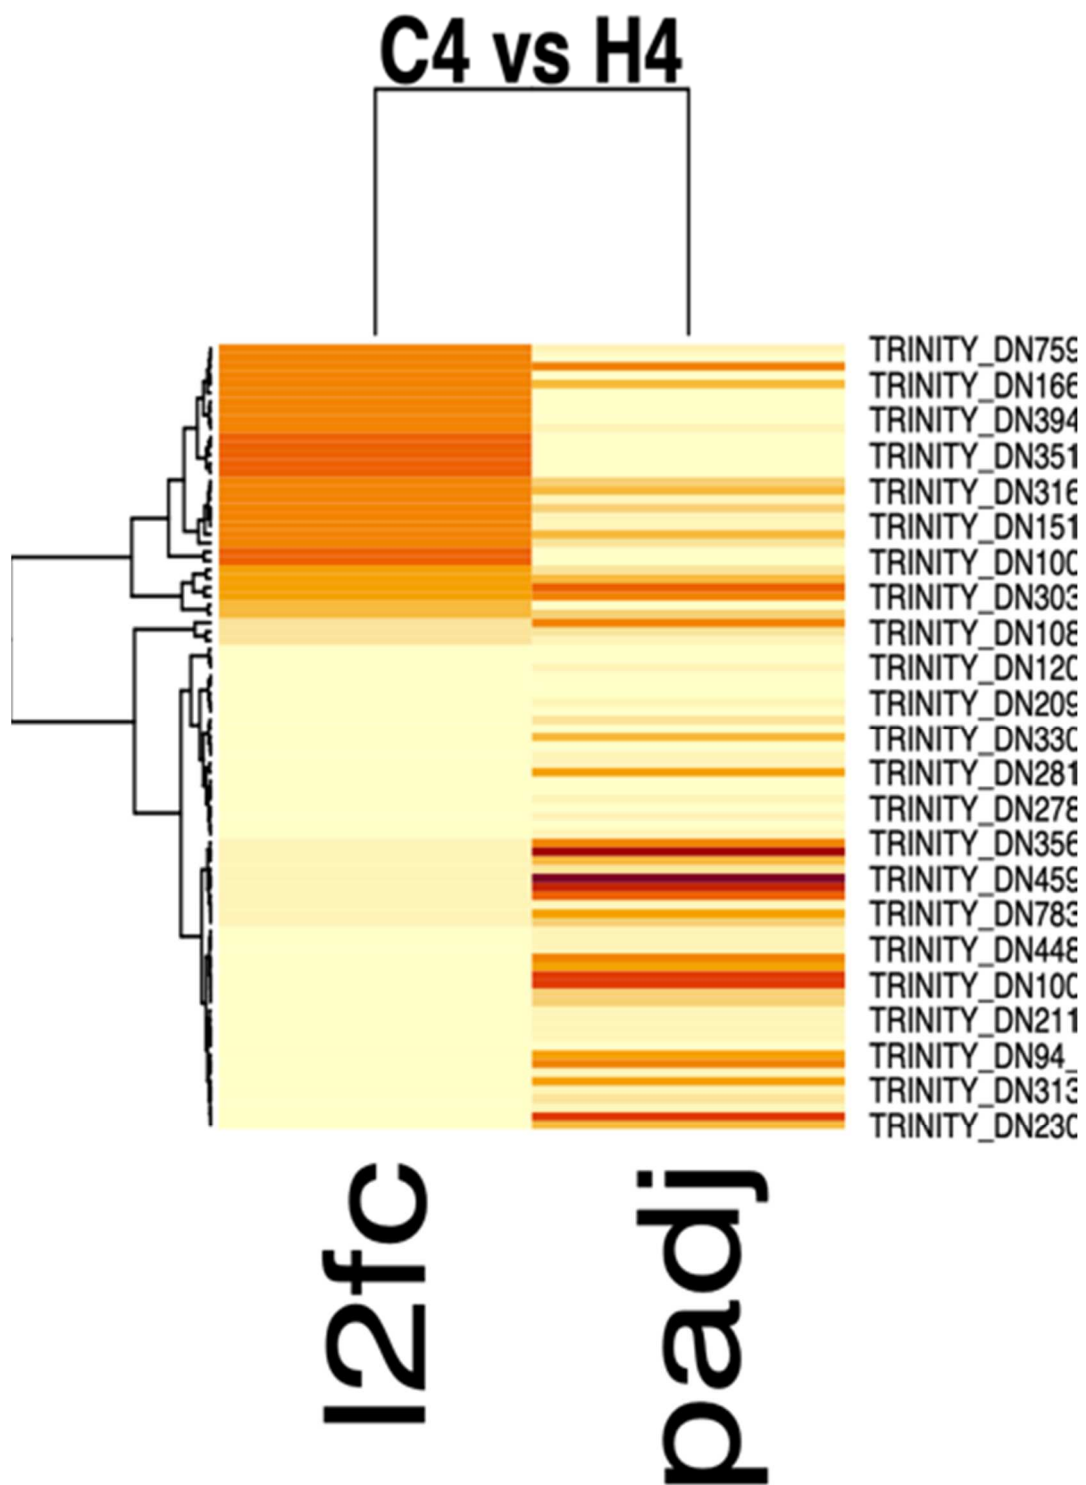 C4 vs H4
TRINITY_DN759
TRINITY_DN166
TRINITY_DN394
TRINITY_DN351
TRINITY_DN316
TRINITY_DN151
TRINITY_DN100
TRINITY_DN303
TRINITY_DN108
TRINITY_DN120
TRINITY_DN209
TRINITY_DN330
TRINITY_DN281
TRINITY_DN278
TRINITY_DN356
TRINITY_DN459
TRINITY_DN783
TRINITY_DN448
TRINITY_DN100
TRINITY_DN211
TRINITY_DN94_
TRINITY_DN313
TRINITY_DN230
l2fc
padj